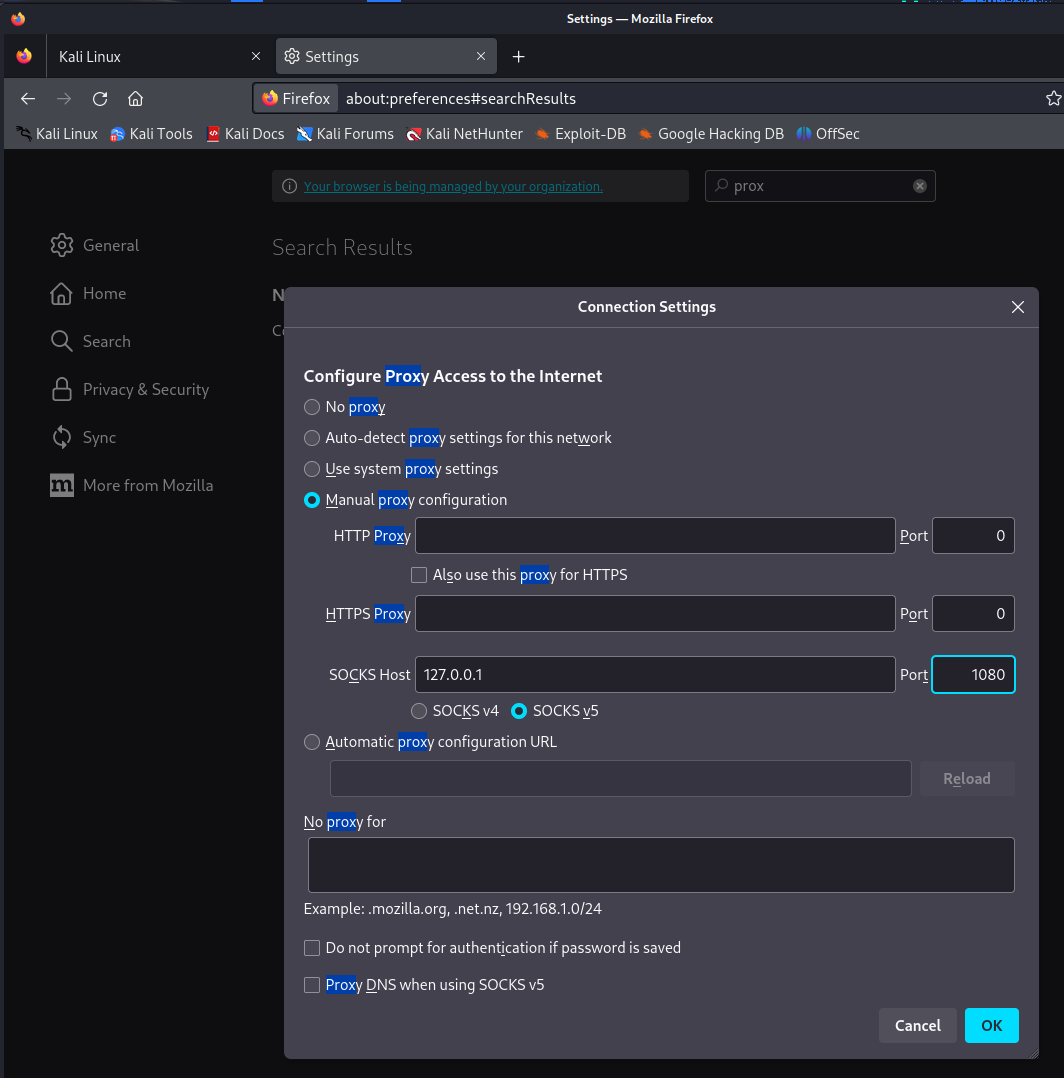 Settings — Mozilla Firefox
Kali Linux
Settings
Firefox about:preferences#searchResults
Kali Linux Kali Tools Kali Docs Kali Forums Kali NetHunter Exploit-DB Google Hacking DB OffSec
Your browser is being managed by your organization.
prox
General
Home
Search
Privacy & Security
Sync
More from Mozilla
Search Results
Connection Settings
Configure Proxy Access to the Internet
No proxy
Auto-detect proxy settings for this network
Use system proxy settings
Manual proxy configuration
HTTP Proxy Port 0
Also use this proxy for HTTPS
HTTPS Proxy Port 0
SOCKS Host 127.0.0.1 Port 1080
SOCKS v4 SOCKS v5
Automatic proxy configuration URL
Reload
No proxy for
Example: .mozilla.org, .net.nz, 192.168.1.0/24
Do not prompt for authentication if password is saved
Proxy DNS when using SOCKS v5
Cancel OK